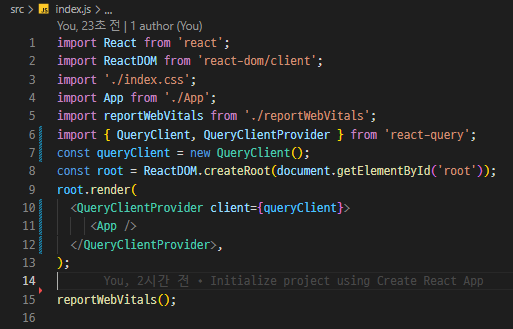 src > JS index.js > ...
You, 23초 전 | 1 author (You)
1 import React from 'react';
2 import ReactDOM from 'react-dom/client';
3 import './index.css';
4 import App from './App';
5 import reportWebVitals from './reportWebVitals';
6 import { QueryClient, QueryClientProvider } from 'react-query';
7 const queryClient = new QueryClient();
8 const root = ReactDOM.createRoot(document.getElementById('root'));
9 root.render(
10   <QueryClientProvider client={queryClient}>
11     <App />
12   </QueryClientProvider>,
13 );
14 You, 2시간 전 • Initialize project using Create React App
15 reportWebVitals();
16